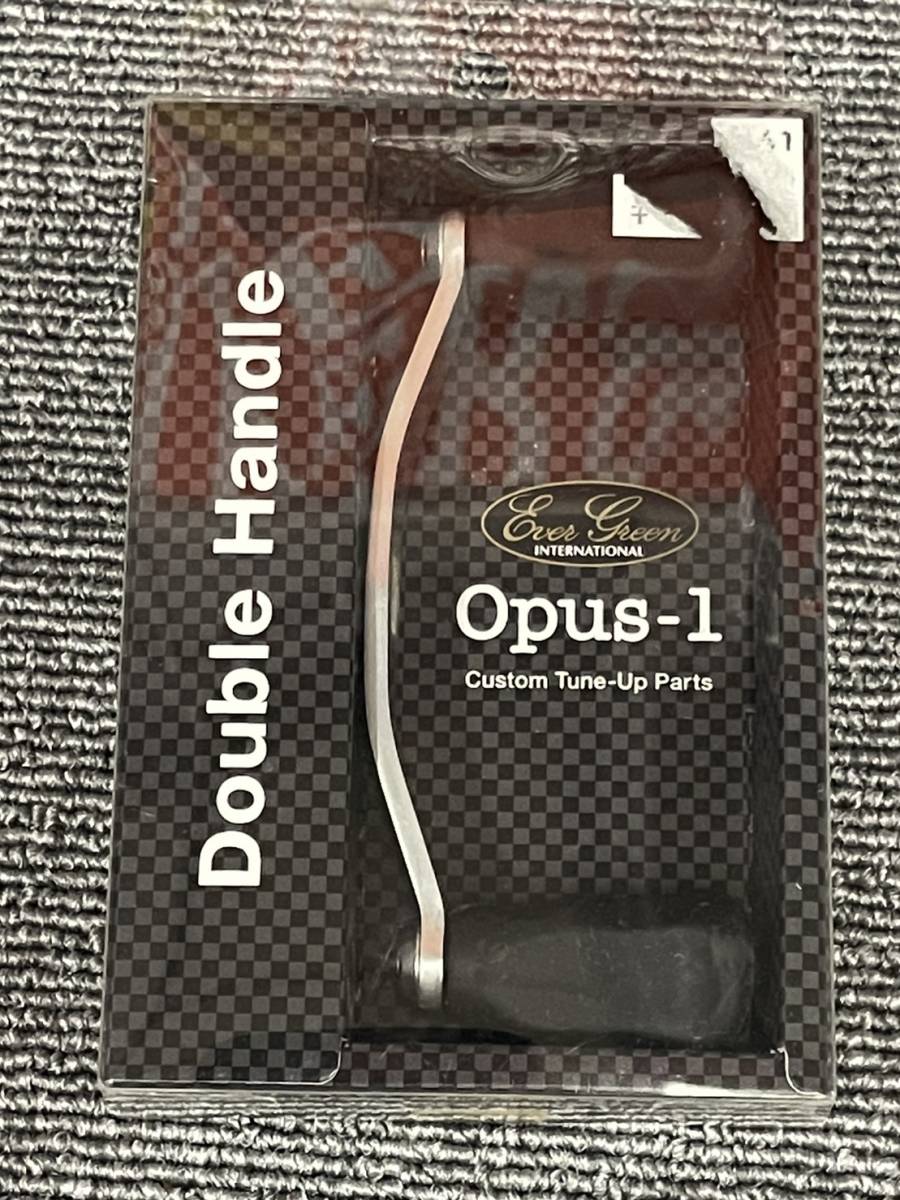 Double Handle
Ever Green
INTERNATIONAL
Opus-1
Custom Tune-Up Parts